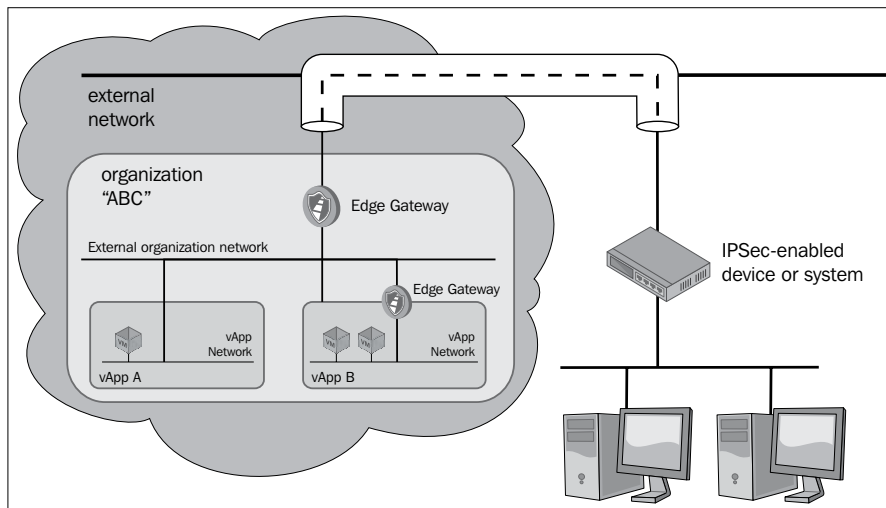 external
network
organization
“ABC”
Edge Gateway
External organization network
Edge Gateway
VM
vApp
Network
vApp A
VM
VM
vApp
Network
vApp B
IPSec-enabled
device or system